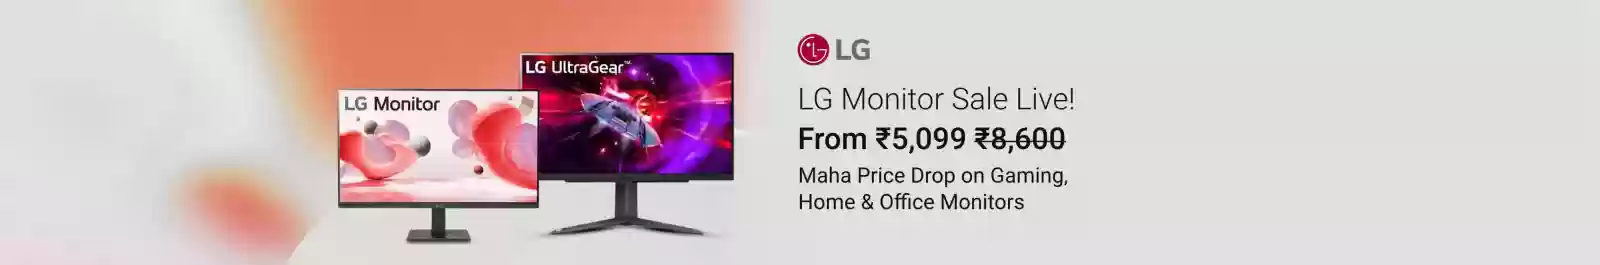 LG UltraGear™
LG Monitor
LG
LG Monitor Sale Live!
From ₹5,099 ₹8,600
Maha Price Drop on Gaming,
Home & Office Monitors